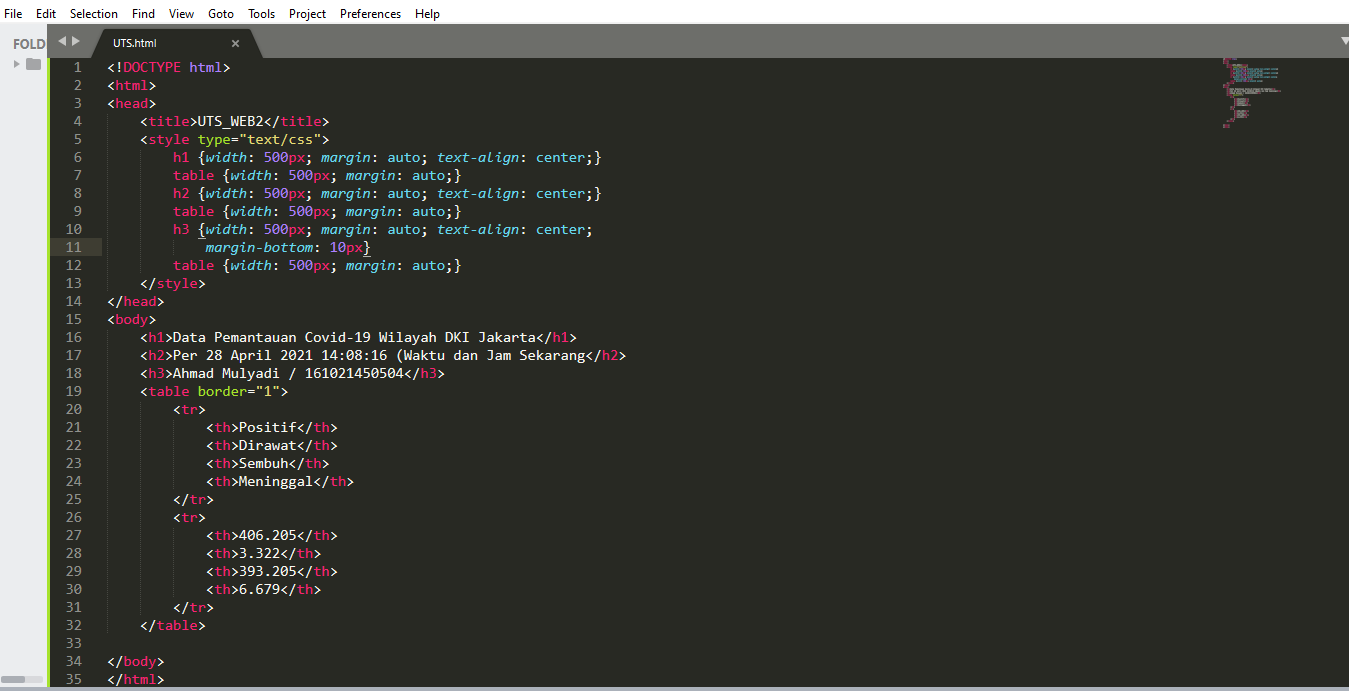 File Edit Selection Find View Goto Tools Project Preferences Help
FOLD
UTS.html ×
1 <!DOCTYPE html>
2 <html>
3 <head>
4 <title>UTS_WEB2</title>
5 <style type="text/css">
6 h1 {width: 500px; margin: auto; text-align: center;}
7 table {width: 500px; margin: auto;}
8 h2 {width: 500px; margin: auto; text-align: center;}
9 table {width: 500px; margin: auto;}
10 h3 {width: 500px; margin: auto; text-align: center;
11 margin-bottom: 10px}
12 table {width: 500px; margin: auto;}
13 </style>
14 </head>
15 <body>
16 <h1>Data Pemantauan Covid-19 Wilayah DKI Jakarta</h1>
17 <h2>Per 28 April 2021 14:08:16 (Waktu dan Jam Sekarang</h2>
18 <h3>Ahmad Mulyadi / 161021450504</h3>
19 <table border="1">
20 <tr>
21 <th>Positif</th>
22 <th>Dirawat</th>
23 <th>Sembuh</th>
24 <th>Meninggal</th>
25 </tr>
26 <tr>
27 <th>406.205</th>
28 <th>3.322</th>
29 <th>393.205</th>
30 <th>6.679</th>
31 </tr>
32 </table>
33
34 </body>
35 </html>